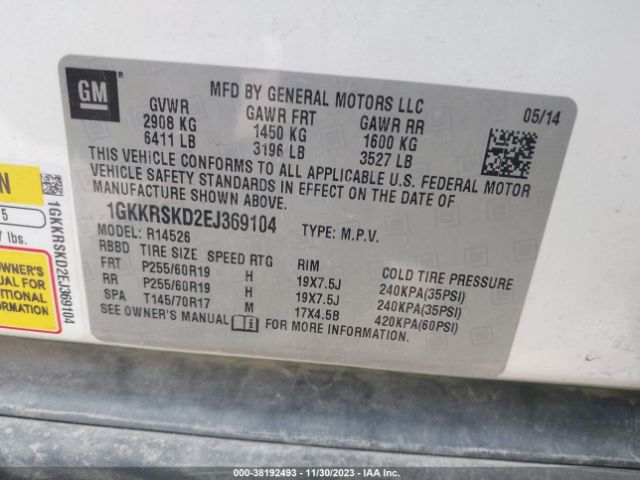 GM
MFD BY GENERAL MOTORS LLC
05/14
GVWR GAWR FRT GAWR RR
2908 KG 1450 KG 1600 KG
6411 LB 3196 LB 3527 LB
THIS VEHICLE CONFORMS TO ALL APPLICABLE U.S. FEDERAL MOTOR
VEHICLE SAFETY STANDARDS IN EFFECT ON THE DATE OF
MANUFACTURE SHOWN ABOVE.
1GKKRSKD2EJ369104 TYPE: M.P.V.
MODEL: R14526
RBBD TIRE SIZE SPEED RTG RIM COLD TIRE PRESSURE
FRT P255/60R19 H 19X7.5J 240KPA(35PSI)
RR P255/60R19 H 19X7.5J 240KPA(35PSI)
SPA T145/70R17 M 17X4.5B 420KPA(60PSI)
SEE OWNER'S MANUAL FOR MORE INFORMATION.
N
5
lbs.
OWNER'S
MANUAL FOR
ADDITIONAL
INFORMATION
1GKKRSKD2EJ369104
000-38192493 - 11/30/2023 - IAA Inc.